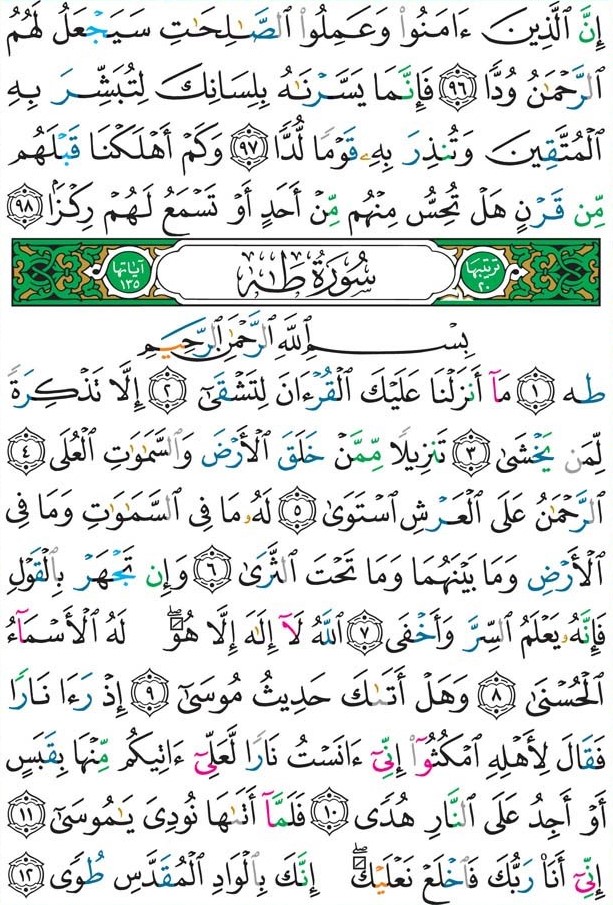 إِنَّ ٱلَّذِينَ ءَامَنُوا۟ وَعَمِلُوا۟ ٱلصَّٰلِحَٰتِ سَيَجْعَلُ لَهُمُ
ٱلرَّحْمَٰنُ وُدًّا ٩٦ فَإِنَّمَا يَسَّرْنَٰهُ بِلِسَانِكَ لِتُبَشِّرَ بِهِ
ٱلْمُتَّقِينَ وَتُنذِرَ بِهِۦ قَوْمًا لُّدًّا ٩٧ وَكَمْ أَهْلَكْنَا قَبْلَهُم
مِّن قَرْنٍ هَلْ تُحِسُّ مِنْهُم مِّنْ أَحَدٍ أَوْ تَسْمَعُ لَهُمْ رِكْزًۢا ٩٨
ترتيبها ٢٠ سُورَةُ طَٰهَ آياتها ١٣٥
بِسْمِ ٱللَّهِ ٱلرَّحْمَٰنِ ٱلرَّحِيمِ
طه ١ مَآ أَنزَلْنَا عَلَيْكَ ٱلْقُرْءَانَ لِتَشْقَىٰٓ ٢ إِلَّا تَذْكِرَةً
لِّمَن يَخْشَىٰ ٣ تَنزِيلًا مِّمَّنْ خَلَقَ ٱلْأَرْضَ وَٱلسَّمَٰوَٰتِ ٱلْعُلَى ٤
ٱلرَّحْمَٰنُ عَلَى ٱلْعَرْشِ ٱسْتَوَىٰ ٥ لَهُۥ مَا فِى ٱلسَّمَٰوَٰتِ وَمَا فِى
ٱلْأَرْضِ وَمَا بَيْنَهُمَا وَمَا تَحْتَ ٱلثَّرَىٰ ٦ وَإِن تَجْهَرْ بِٱلْقَوْلِ
فَإِنَّهُۥ يَعْلَمُ ٱلسِّرَّ وَأَخْفَى ٧ ٱللَّهُ لَآ إِلَٰهَ إِلَّا هُوَ ۖ لَهُ ٱلْأَسْمَآءُ
ٱلْحُسْنَىٰ ٨ وَهَلْ أَتَىٰكَ حَدِيثُ مُوسَىٰٓ ٩ إِذْ رَءَا نَارًا
فَقَالَ لِأَهْلِهِ ٱمْكُثُوٓا۟ إِنِّىٓ ءَانَسْتُ نَارًا لَّعَلِّىٓ ءَاتِيكُم مِّنْهَا بِقَبَسٍ
أَوْ أَجِدُ عَلَى ٱلنَّارِ هُدًى ١٠ فَلَمَّآ أَتَىٰهَا نُودِىَ يَٰمُوسَىٰٓ ١١
إِنِّىٓ أَنَا۠ رَبُّكَ فَٱخْلَعْ نَعْلَيْكَ ۖ إِنَّكَ بِٱلْوَادِ ٱلْمُقَدَّسِ طُوًى ١٢